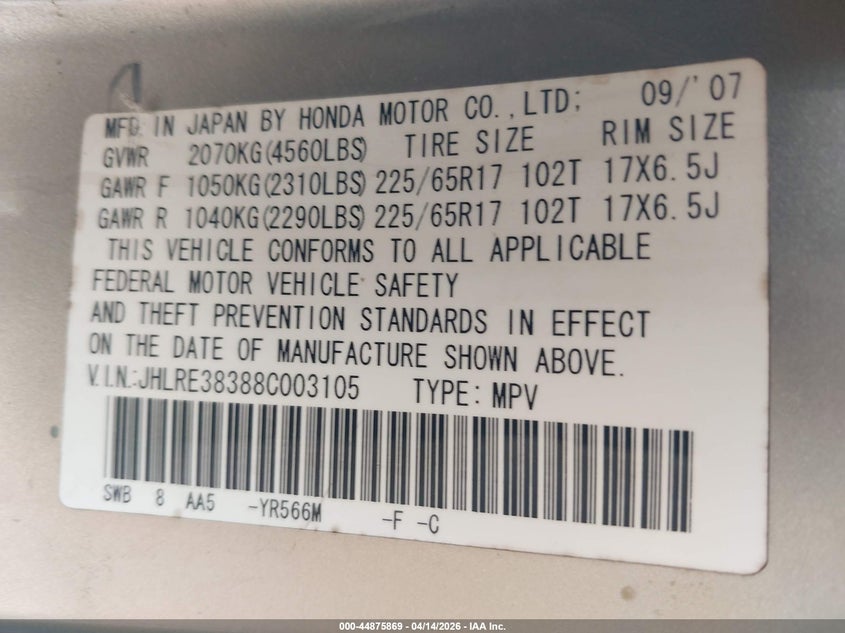 MFD. IN JAPAN BY HONDA MOTOR CO.,LTD; 09/'07
GVWR 2070KG(4560LBS) TIRE SIZE RIM SIZE
GAWR F 1050KG(2310LBS) 225/65R17 102T 17X6.5J
GAWR R 1040KG(2290LBS) 225/65R17 102T 17X6.5J
THIS VEHICLE CONFORMS TO ALL APPLICABLE
FEDERAL MOTOR VEHICLE SAFETY
AND THEFT PREVENTION STANDARDS IN EFFECT
ON THE DATE OF MANUFACTURE SHOWN ABOVE.
V.I.N.:JHLRE38388C003105 TYPE: MPV
SWB 8 AA5 -YR566M -F -C
000-44875869 | 04/14/2026 - IAA Inc.